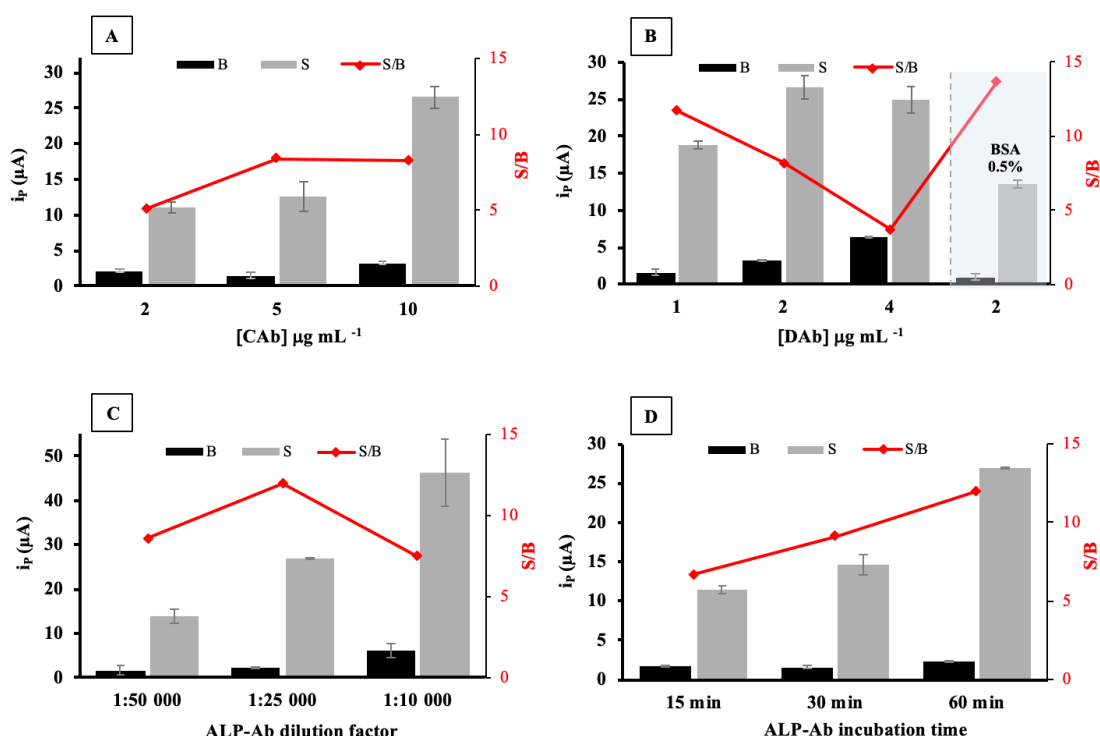 A
B S S/B
30
25
20
15
10
5
0
iP (µA)
15
10
5
0
S/B
2 5 10
[CAb] µg mL -1
B
B S S/B
30
25
20
15
10
5
0
iP (µA)
BSA
0.5%
15
10
5
0
S/B
1 2 4 2
[DAb] µg mL -1
C
B S S/B
50
40
30
20
10
0
iP (µA)
15
10
5
0
S/B
1:50 000 1:25 000 1:10 000
ALP-Ab dilution factor
D
B S S/B
30
25
20
15
10
5
0
iP (µA)
15
10
5
0
S/B
15 min 30 min 60 min
ALP-Ab incubation time